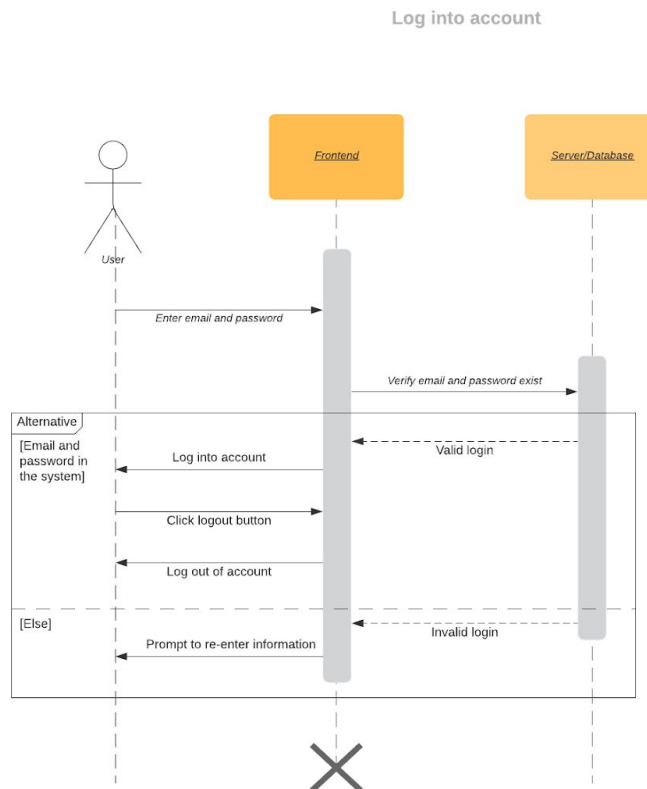 Log into account
Frontend
Server/Database
User
Enter email and password
Verify email and password exist
Alternative
[Email and
password in
the system]
Valid login
Log into account
Click logout button
Log out of account
[Else]
Invalid login
Prompt to re-enter information